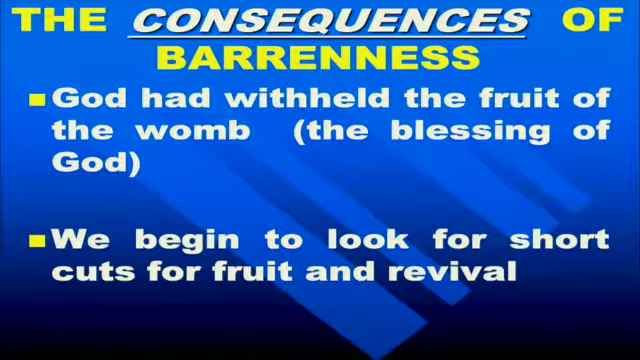 THE CONSEQUENCES OF
BARRENNESS
God had withheld the fruit of
the womb (the blessing of
God)
We begin to look for short
cuts for fruit and revival